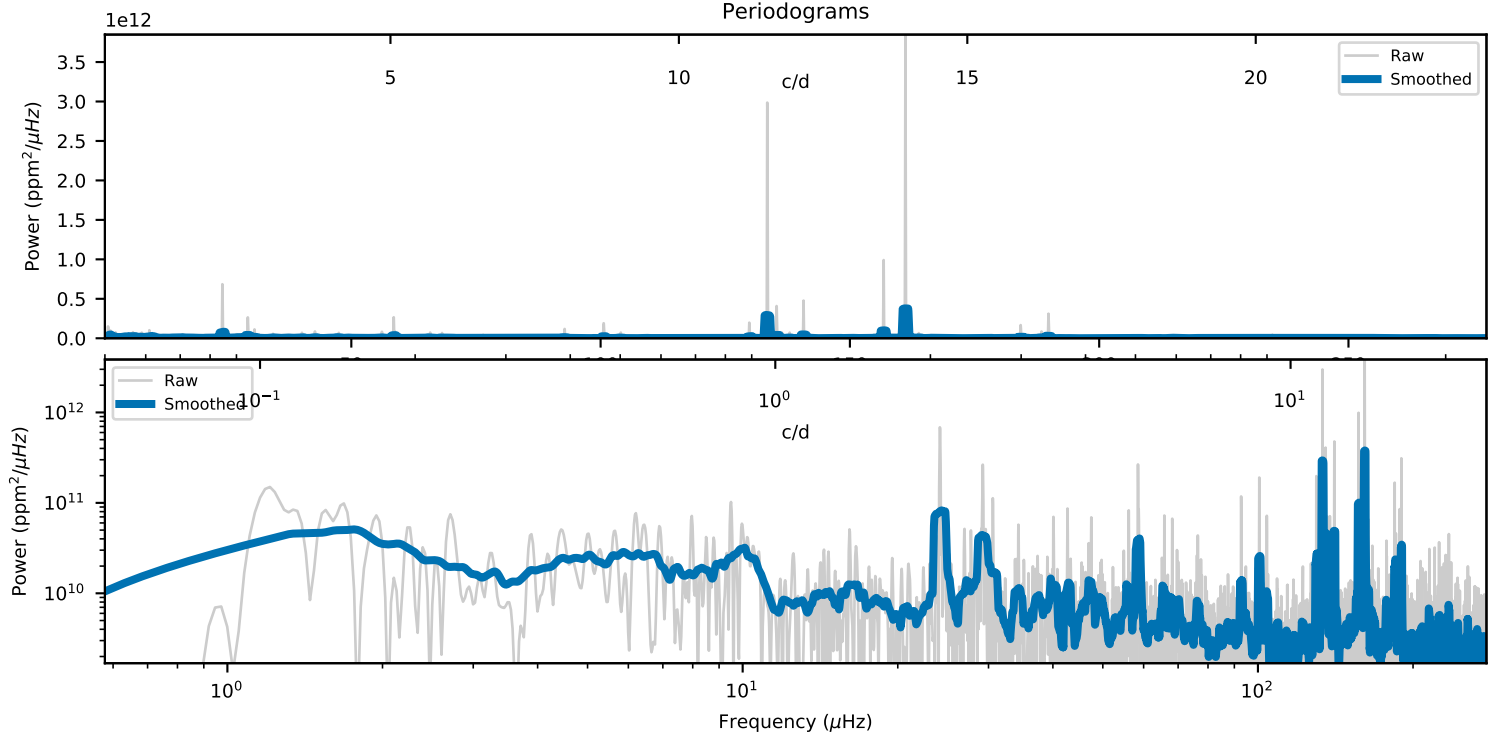 Periodograms
1e12
5
10
15
20
c/d
Raw
Smoothed
3.5
3.0
2.5
2.0
1.5
1.0
0.5
0.0
Power (ppm²/μHz)
Raw
Smoothed
10⁻¹
10⁰
10¹
c/d
10¹²
10¹¹
10¹⁰
Power (ppm²/μHz)
10⁰
10¹
10²
Frequency (μHz)